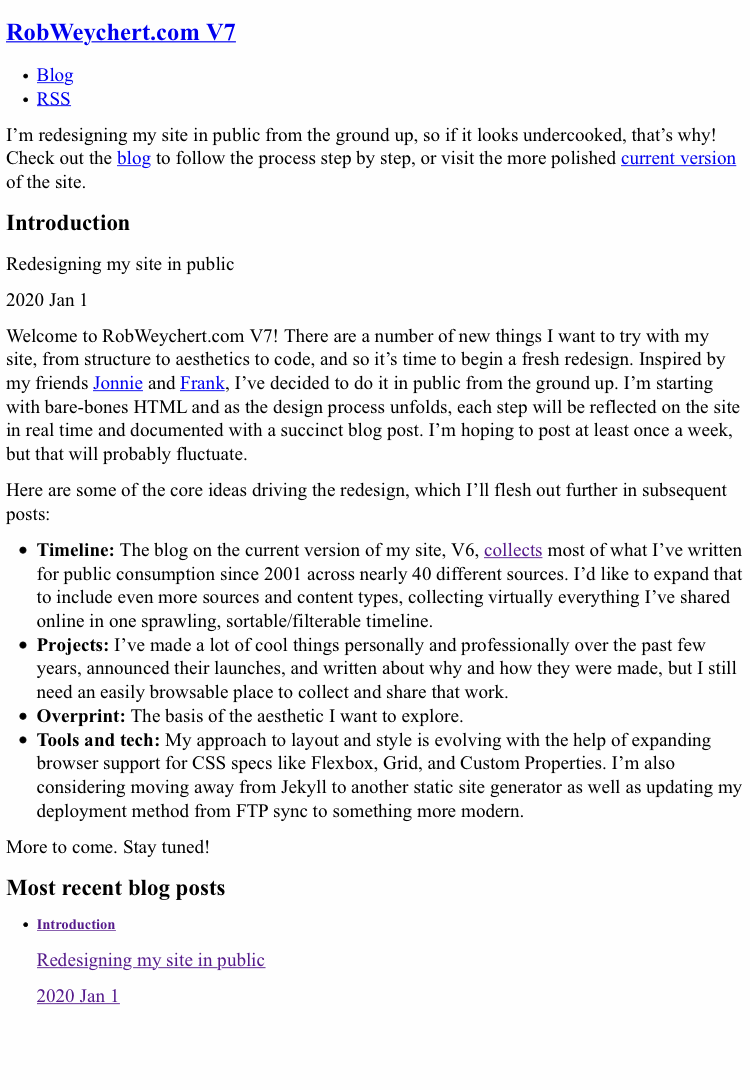 RobWeychert.com V7
• Blog
• RSS
I’m redesigning my site in public from the ground up, so if it looks undercooked, that’s why!
Check out the blog to follow the process step by step, or visit the more polished current version
of the site.
Introduction
Redesigning my site in public
2020 Jan 1
Welcome to RobWeychert.com V7! There are a number of new things I want to try with my
site, from structure to aesthetics to code, and so it’s time to begin a fresh redesign. Inspired by
my friends Jonnie and Frank, I’ve decided to do it in public from the ground up. I’m starting
with bare-bones HTML and as the design process unfolds, each step will be reflected on the site
in real time and documented with a succinct blog post. I’m hoping to post at least once a week,
but that will probably fluctuate.
Here are some of the core ideas driving the redesign, which I’ll flesh out further in subsequent
posts:
• Timeline: The blog on the current version of my site, V6, collects most of what I’ve written
for public consumption since 2001 across nearly 40 different sources. I’d like to expand that
to include even more sources and content types, collecting virtually everything I’ve shared
online in one sprawling, sortable/filterable timeline.
• Projects: I’ve made a lot of cool things personally and professionally over the past few
years, announced their launches, and written about why and how they were made, but I still
need an easily browsable place to collect and share that work.
• Overprint: The basis of the aesthetic I want to explore.
• Tools and tech: My approach to layout and style is evolving with the help of expanding
browser support for CSS specs like Flexbox, Grid, and Custom Properties. I’m also
considering moving away from Jekyll to another static site generator as well as updating my
deployment method from FTP sync to something more modern.
More to come. Stay tuned!
Most recent blog posts
• Introduction
Redesigning my site in public
2020 Jan 1